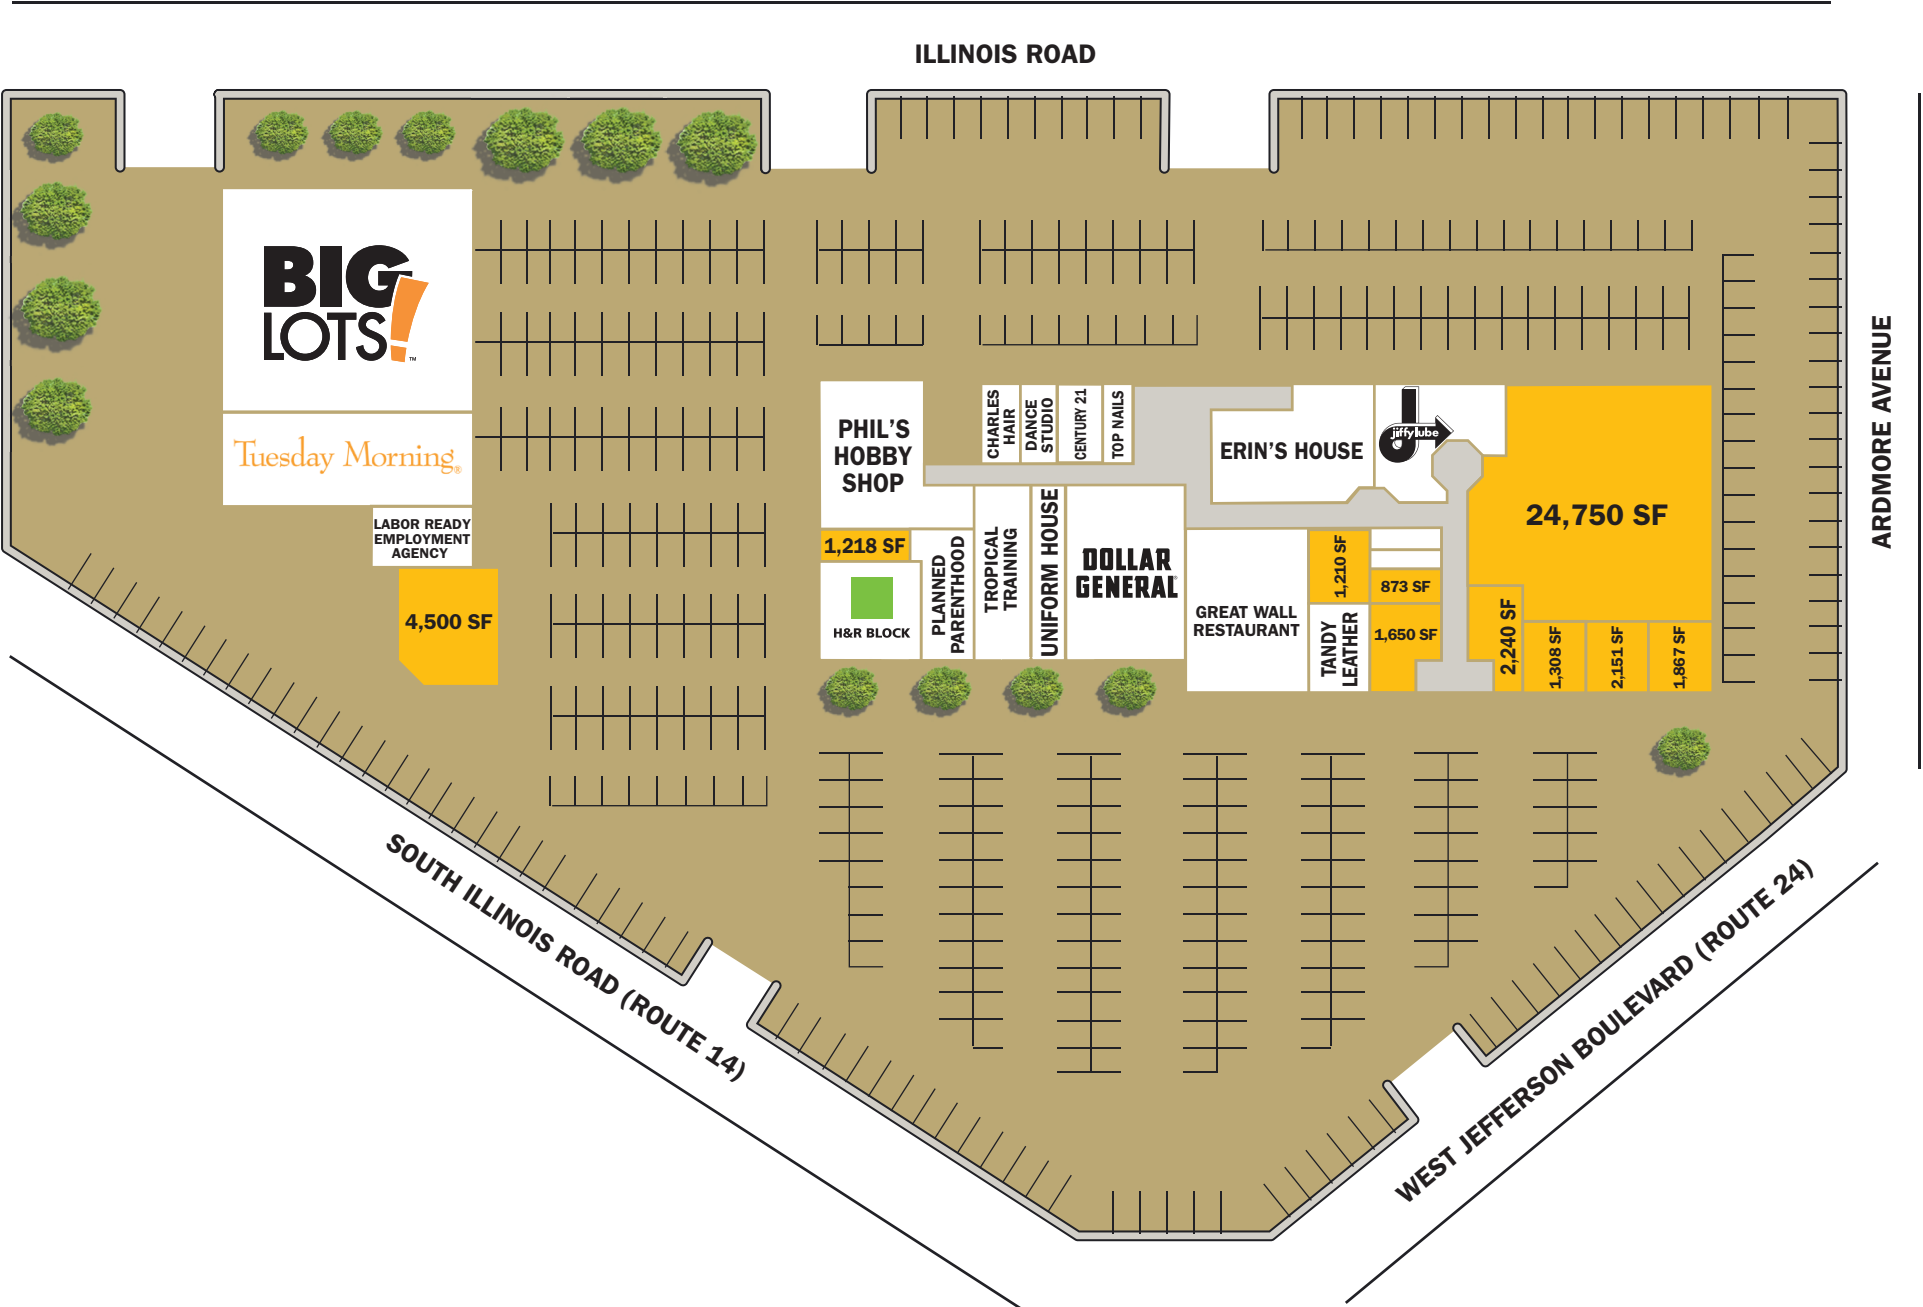 ILLINOIS ROAD
BIG
LOTS!™
Tuesday Morning®
LABOR READY
EMPLOYMENT
AGENCY
4,500 SF
PHIL'S
HOBBY
SHOP
CHARLES
HAIR
DANCE
STUDIO
CENTURY 21
TOP NAILS
ERIN'S HOUSE
jiffylube
24,750 SF
ARDMORE AVENUE
1,218 SF
H&R BLOCK
PLANNED
PARENTHOOD
TROPICAL
TRAINING
UNIFORM HOUSE
DOLLAR
GENERAL
GREAT WALL
RESTAURANT
1,210 SF
TANDY
LEATHER
873 SF
1,650 SF
2,240 SF
1,308 SF
2,151 SF
1,867 SF
SOUTH ILLINOIS ROAD (ROUTE 14)
WEST JEFFERSON BOULEVARD (ROUTE 24)